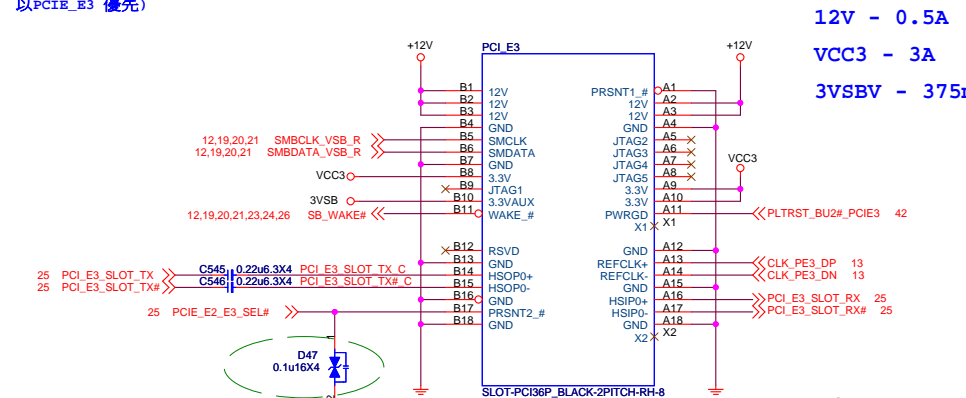 以PCIE_E3 優先)
12V - 0.5A
VCC3 - 3A
3VSBV - 375
+12V
PCI_E3
+12V
B1 12V PRSNT1_# A1
B2 12V 12V A2
B3 12V 12V A3
B4 GND GND A4
12,19,20,21 SMBCLK_VSB_R B5 SMCLK JTAG2 A5
12,19,20,21 SMBDATA_VSB_R B6 SMDATA JTAG3 A6
B7 GND JTAG4 A7
VCC3
VCC3 B8 3.3V JTAG5 A8
B9 JTAG1 3.3V A9
3VSB B10 3.3VAUX 3.3V A10
12,19,20,21,23,24,26 SB_WAKE# B11 WAKE_# PWRGD A11 PLTRST_BU2#_PCIE3 42
X1 X1
B12 RSVD GND A12
B13 GND REFCLK+ A13 CLK_PE3_DP 13
25 PCI_E3_SLOT_TX C545 0.22u6.3X4 PCI_E3_SLOT_TX_C B14 HSOP0+ REFCLK- A14 CLK_PE3_DN 13
25 PCI_E3_SLOT_TX# C546 0.22u6.3X4 PCI_E3_SLOT_TX#_C B15 HSOP0- GND A15
B16 GND HSIP0+ A16 PCI_E3_SLOT_RX 25
25 PCIE_E2_E3_SEL# B17 PRSNT2_# HSIP0- A17 PCI_E3_SLOT_RX# 25
B18 GND GND A18
X2 X2
1
D47
0.1u16X4
2
SLOT-PCI36P_BLACK-2PITCH-RH-8